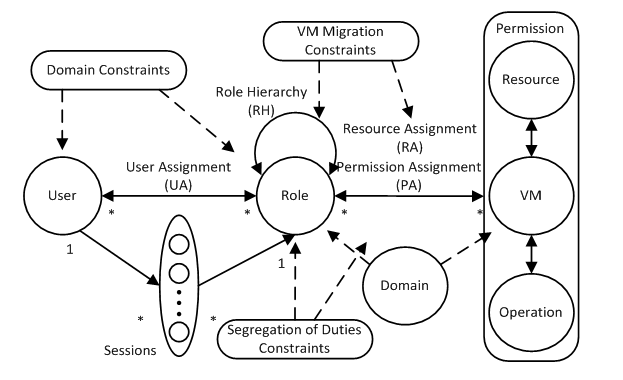 VM Migration
Constraints
Permission
Domain Constraints
Resource
Role Hierarchy
(RH)
Resource Assignment
(RA)
User Assignment
(UA)
Permission Assignment
(PA)
User
Role
VM
*
*
*
*
1
1
Domain
*
*
Operation
Segregation of Duties
Constraints
Sessions